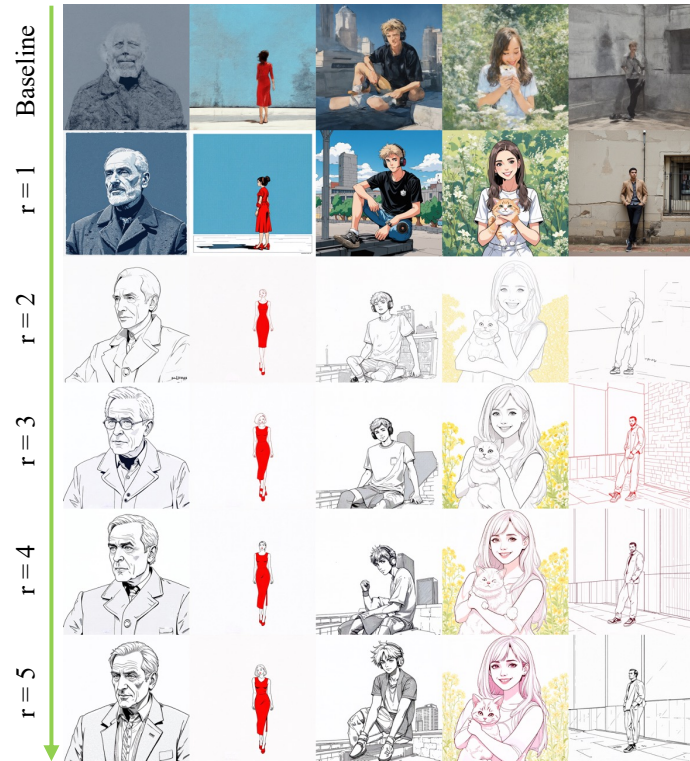 Baseline
r = 1
r = 2
r = 3
r = 4
r = 5